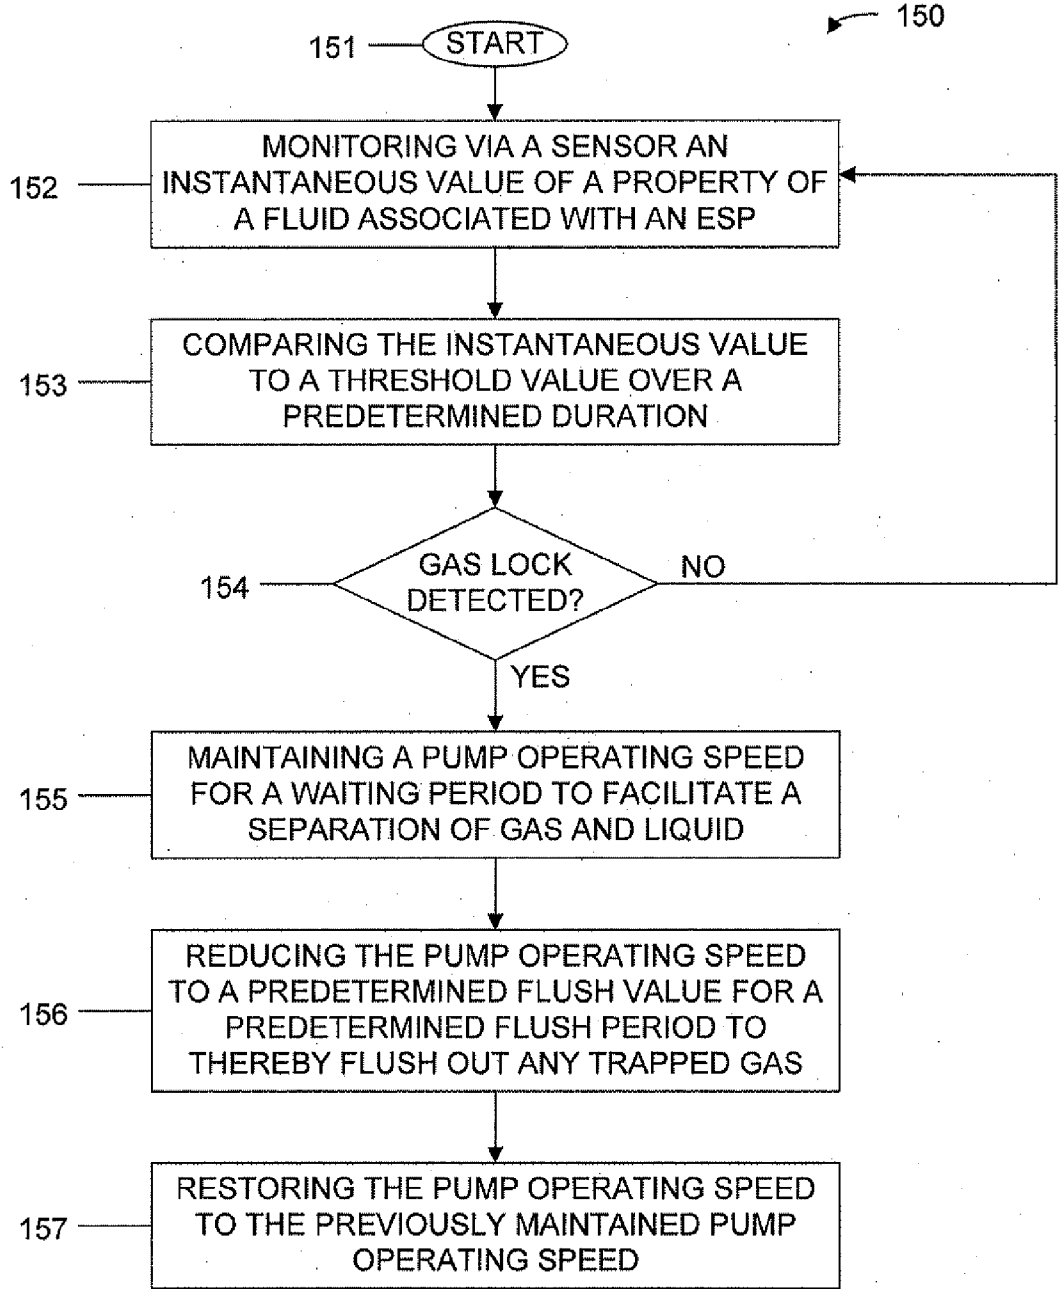 150
151
START
152
MONITORING VIA A SENSOR AN
INSTANTANEOUS VALUE OF A PROPERTY OF
A FLUID ASSOCIATED WITH AN ESP
153
COMPARING THE INSTANTANEOUS VALUE
TO A THRESHOLD VALUE OVER A
PREDETERMINED DURATION
154
GAS LOCK
DETECTED?
NO
YES
155
MAINTAINING A PUMP OPERATING SPEED
FOR A WAITING PERIOD TO FACILITATE A
SEPARATION OF GAS AND LIQUID
156
REDUCING THE PUMP OPERATING SPEED
TO A PREDETERMINED FLUSH VALUE FOR A
PREDETERMINED FLUSH PERIOD TO
THEREBY FLUSH OUT ANY TRAPPED GAS
157
RESTORING THE PUMP OPERATING SPEED
TO THE PREVIOUSLY MAINTAINED PUMP
OPERATING SPEED